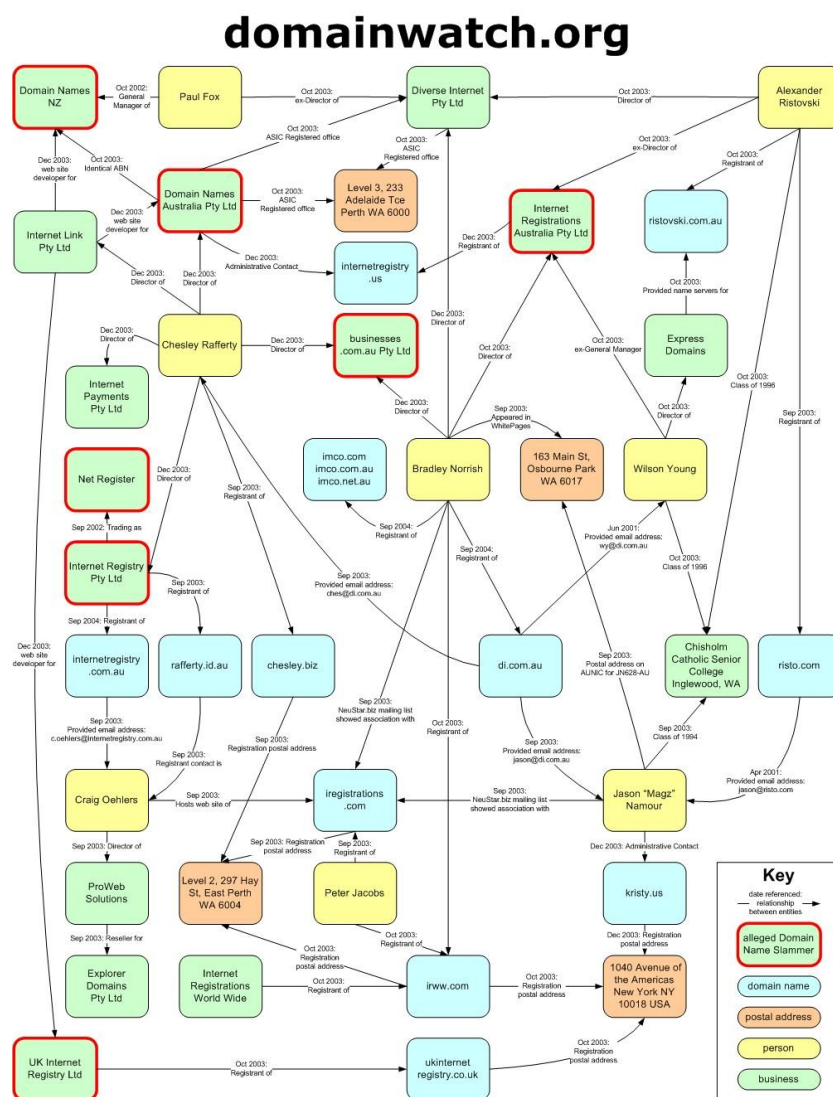 domainwatch.org
Domain Names
NZ
Oct 2002:
General
Manager of
Paul Fox
Oct 2003:
ex-Director of
Diverse Internet
Pty Ltd
Oct 2003:
Director of
Alexander
Ristovski
Dec 2003:
web site
developer for
Oct 2003:
Identical ABN
Oct 2003:
ASIC Registered office
Oct 2003:
ASIC
Registered office
Oct 2003:
ex-Director of
Oct 2003:
Registrant of
Domain Names
Australia Pty Ltd
Oct 2003:
ASIC
Registered office
Level 3, 233
Adelaide Tce
Perth WA 6000
Internet
Registrations
Australia Pty Ltd
ristovski.com.au
Internet Link
Pty Ltd
Dec 2003:
web site
developer for
Dec 2003:
Administrative Contact
internetregistry
.us
Dec 2003:
Registrant of
Dec 2003:
Director of
Dec 2003:
Director of
Oct 2003:
Provided name servers for
Chesley Rafferty
Dec 2003:
Director of
Dec 2003:
Director of
businesses
.com.au Pty Ltd
Dec 2003:
Director of
Oct 2003:
Director of
Oct 2003:
ex-General Manager
Express
Domains
Internet
Payments
Pty Ltd
Dec 2003:
Director of
Sep 2003:
Appeared in
WhitePages
Oct 2003:
Director of
Oct 2003:
Class of 1996
Sep 2003:
Registrant of
Net Register
Dec 2003:
Director of
Sep 2003:
Registrant of
imco.com
imco.com.au
imco.net.au
Bradley Norrish
163 Main St,
Osbourne Park
WA 6017
Wilson Young
Sep 2002: Trading as
Sep 2004:
Registrant of
Sep 2004:
Registrant of
Jun 2001:
Provided email address:
wy@di.com.au
Oct 2003:
Class of 1996
Internet Registry
Pty Ltd
Sep 2003:
Registrant of
Sep 2003:
Provided email address:
ches@di.com.au
Sep 2004: Registrant of
Dec 2003:
web site
developer for
internetregistry
.com.au
rafferty.id.au
chesley.biz
di.com.au
Sep 2003:
Postal address on
AUNIC for JN628-AU
Chisholm
Catholic Senior
College
Inglewood, WA
risto.com
Sep 2003:
Provided email address:
c.oehlers@internetregistry.com.au
Sep 2003:
Registrant contact is
Sep 2003:
Registration postal address
Sep 2003:
NeuStar.biz mailing list
showed association with
Oct 2003:
Registrant of
Sep 2003:
Provided email address:
jason@di.com.au
Sep 2003:
Class of 1994
Apr 2001:
Provided email address:
jason@risto.com
Craig Oehlers
Sep 2003:
Hosts web site of
iregistrations
.com
Sep 2003:
NeuStar.biz mailing list
showed association with
Jason "Magz"
Namour
Sep 2003: Director of
Sep 2003: Registration
postal address
Sep 2003:
Registrant of
Dec 2003: Administrative Contact
ProWeb
Solutions
Level 2, 297 Hay
St, East Perth
WA 6004
Peter Jacobs
kristy.us
Sep 2003: Reseller for
Oct 2003:
Registration
postal address
Oct 2003:
Registrant of
Dec 2003: Registration
postal address
Explorer
Domains
Pty Ltd
Internet
Registrations
World Wide
Oct 2003:
Registrant of
irww.com
Oct 2003:
Registration
postal address
1040 Avenue of
the Americas
New York NY
10018 USA
UK Internet
Registry Ltd
Oct 2003:
Registrant of
ukinternet
registry.co.uk
Oct 2003:
Registration
postal address
Key
date referenced:
relationship
between entities
alleged Domain
Name Slammer
domain name
postal address
person
business